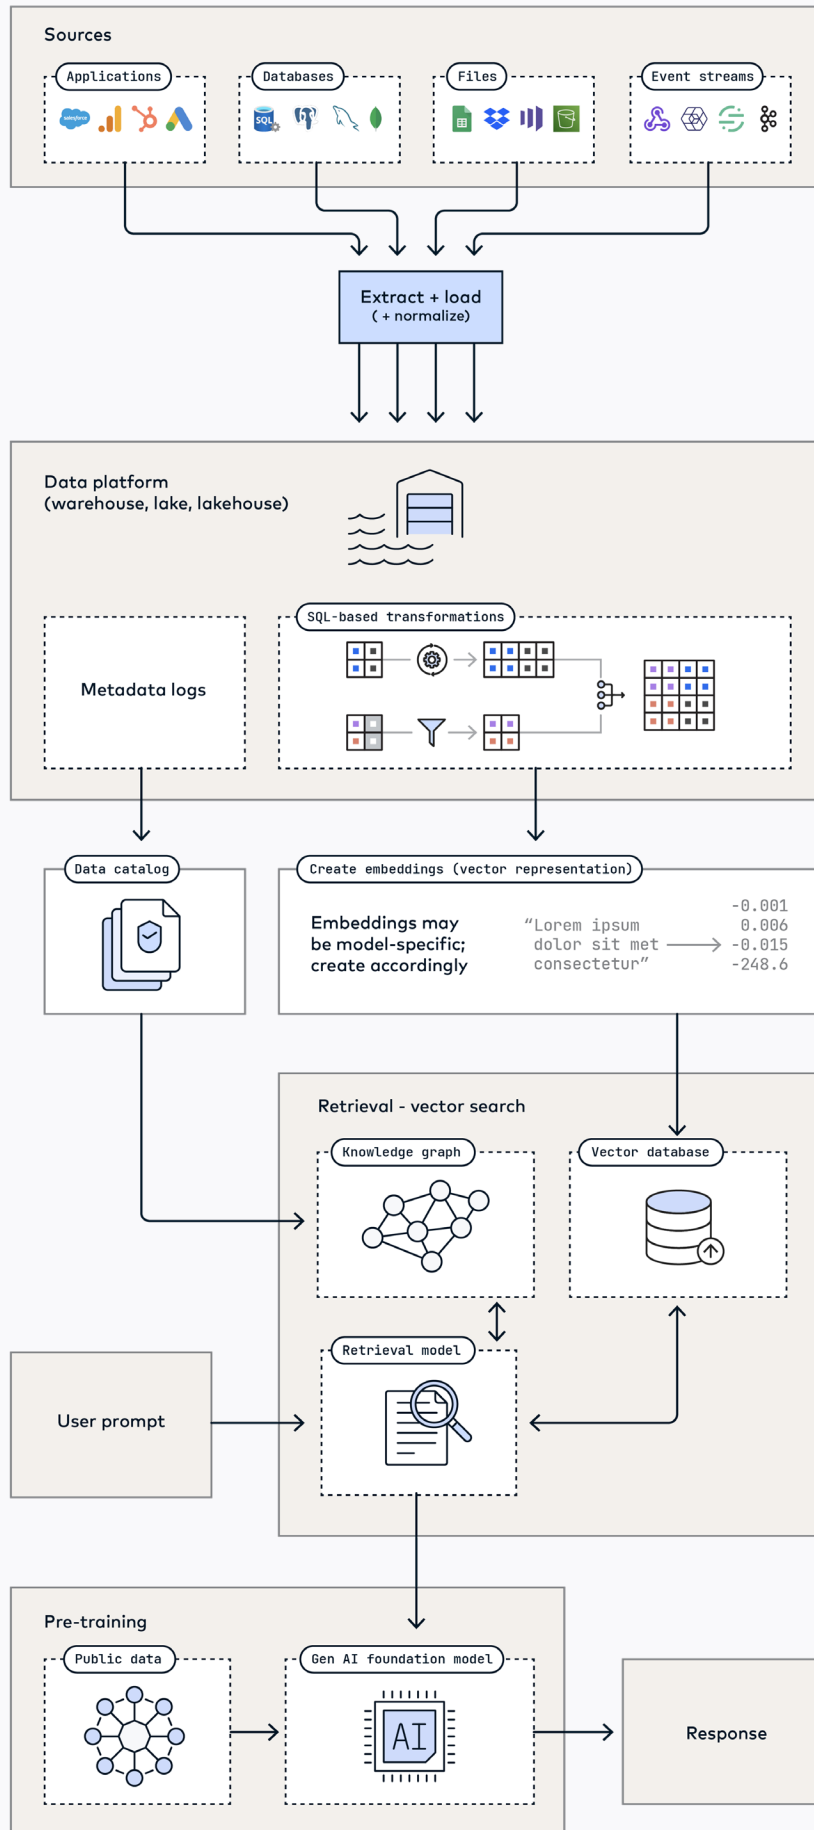 Sources
Applications
Databases
Files
Event streams
salesforce
SQL
Extract + load
( + normalize)
Data platform
(warehouse, lake, lakehouse)
SQL-based transformations
Metadata logs
Data catalog
Create embeddings (vector representation)
Embeddings may
be model-specific;
create accordingly
“Lorem ipsum
dolor sit met
consectetur”
-0.001
0.006
-0.015
-248.6
Retrieval - vector search
Knowledge graph
Vector database
Retrieval model
User prompt
Pre-training
Public data
Gen AI foundation model
AI
Response